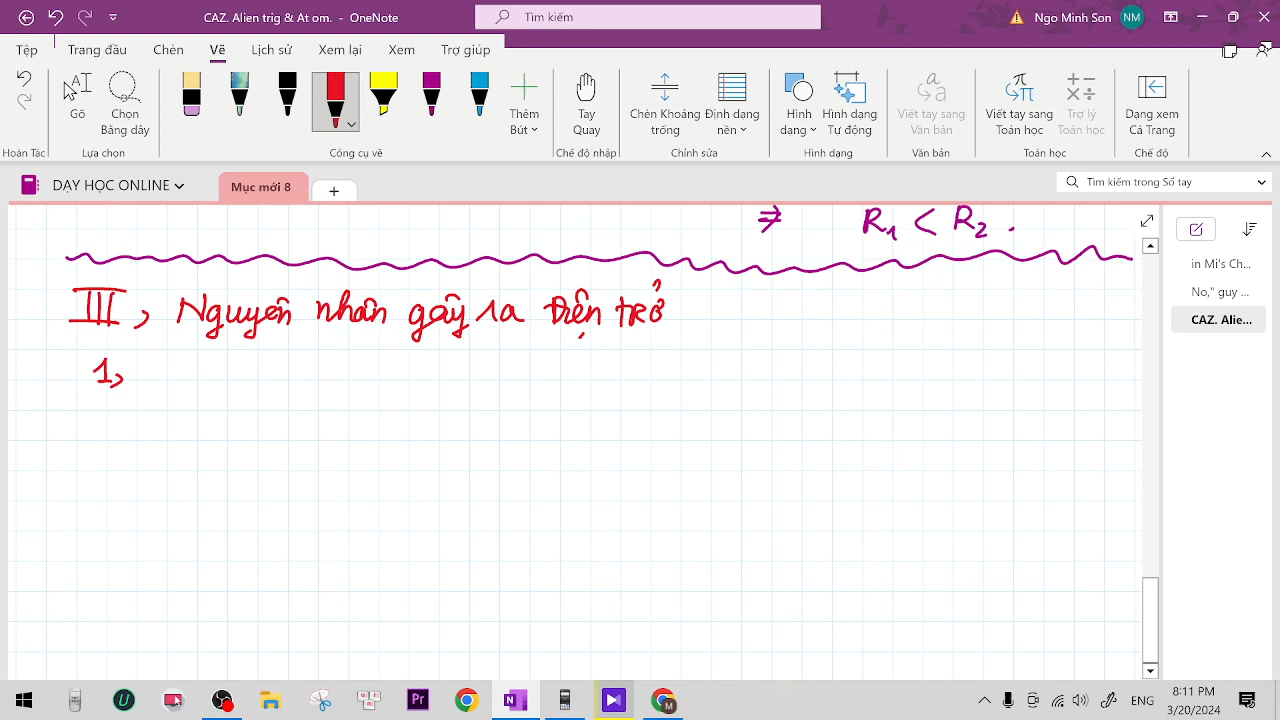 CAZ. Alien 3 & At om. - OneNote
Tìm kiếm
Ngo Minh Son
NM
Tệp Trang đầu Chèn Vẽ Lịch sử Xem lại Xem Trợ giúp
Gõ
Chọn Bằng dây
Thêm Bút
Tay Quay
Chèn Khoảng trống
Định dạng nền
Hình dạng
Hình dạng Tự động
Viết tay sang Văn bản
Viết tay sang Toán học
Trợ lý Toán học
Dạng xem Cả Trang
Hoàn Tác
Lựa chọn
Công cụ vẽ
Chế độ nhập
Chỉnh sửa
Hình dạng
Văn bản
Toán học
Chế độ
DẠY HỌC ONLINE
Mục mới 8
+
Tìm kiếm trong Sổ tay
⇒ R₁ < R₂ .
in Mi's Ch...
No," guy ...
CAZ. Alie...
III, Nguyên nhân gây ra điện trở
1,
ENG
8:11 PM
3/20/2024